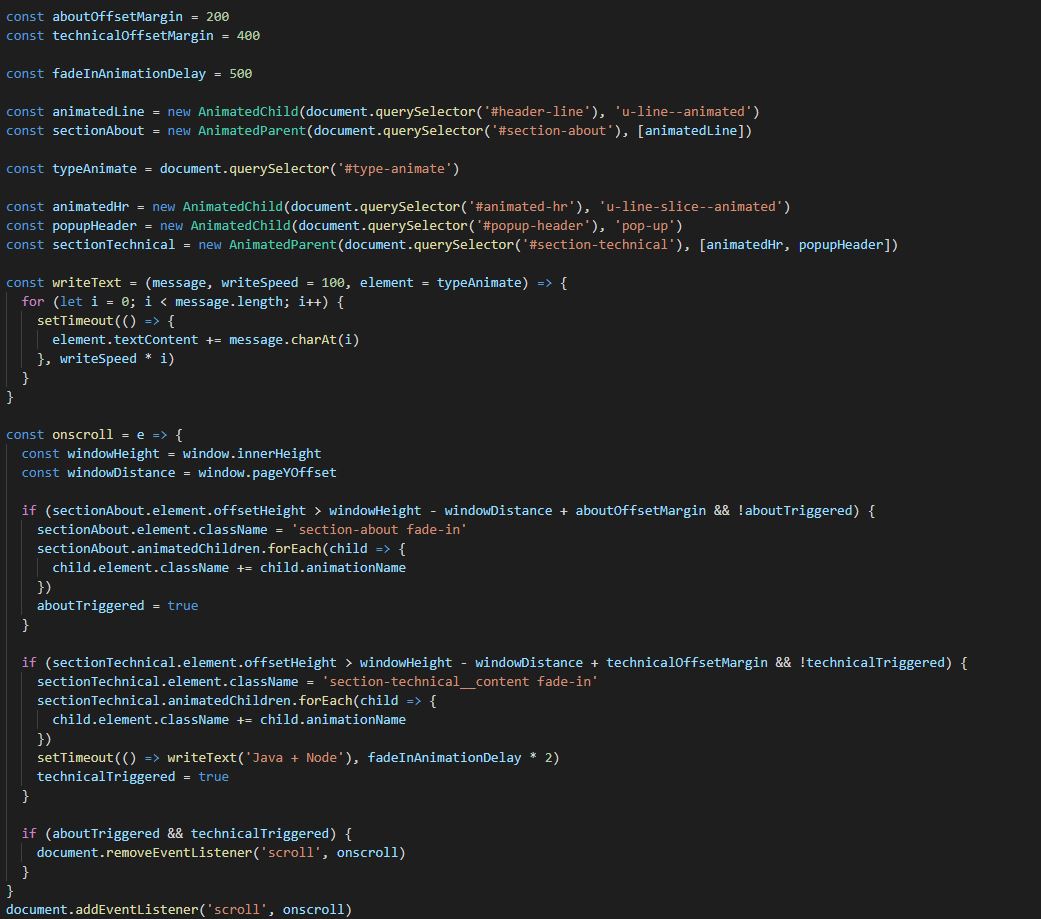 const aboutOffsetMargin = 200
const technicalOffsetMargin = 400
const fadeInAnimationDelay = 500
const animatedLine = new AnimatedChild(document.querySelector('#header-line'), 'u-line--animated')
const sectionAbout = new AnimatedParent(document.querySelector('#section-about'), [animatedLine])
const typeAnimate = document.querySelector('#type-animate')
const animatedHr = new AnimatedChild(document.querySelector('#animated-hr'), 'u-line-slice--animated')
const popupHeader = new AnimatedChild(document.querySelector('#popup-header'), 'pop-up')
const sectionTechnical = new AnimatedParent(document.querySelector('#section-technical'), [animatedHr, popupHeader])
const writeText = (message, writeSpeed = 100, element = typeAnimate) => {
  for (let i = 0; i < message.length; i++) {
    setTimeout(() => {
      element.textContent += message.charAt(i)
    }, writeSpeed * i)
  }
}
const onscroll = e => {
  const windowHeight = window.innerHeight
  const windowDistance = window.pageYOffset
  if (sectionAbout.element.offsetHeight > windowHeight - windowDistance + aboutOffsetMargin && !aboutTriggered) {
    sectionAbout.element.className = 'section-about fade-in'
    sectionAbout.animatedChildren.forEach(child => {
      child.element.className += child.animationName
    })
    aboutTriggered = true
  }
  if (sectionTechnical.element.offsetHeight > windowHeight - windowDistance + technicalOffsetMargin && !technicalTriggered) {
    sectionTechnical.element.className = 'section-technical__content fade-in'
    sectionTechnical.animatedChildren.forEach(child => {
      child.element.className += child.animationName
    })
    setTimeout(() => writeText('Java + Node'), fadeInAnimationDelay * 2)
    technicalTriggered = true
  }
  if (aboutTriggered && technicalTriggered) {
    document.removeEventListener('scroll', onscroll)
  }
}
document.addEventListener('scroll', onscroll)